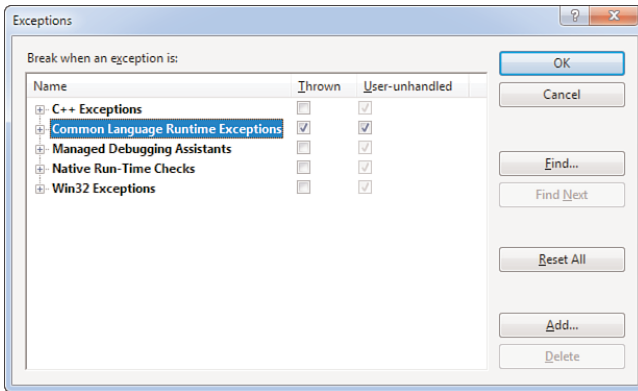 Exceptions
Break when an exception is:
Name Thrown User-unhandled
C++ Exceptions
Common Language Runtime Exceptions
Managed Debugging Assistants
Native Run-Time Checks
Win32 Exceptions
OK
Cancel
Find...
Find Next
Reset All
Add...
Delete